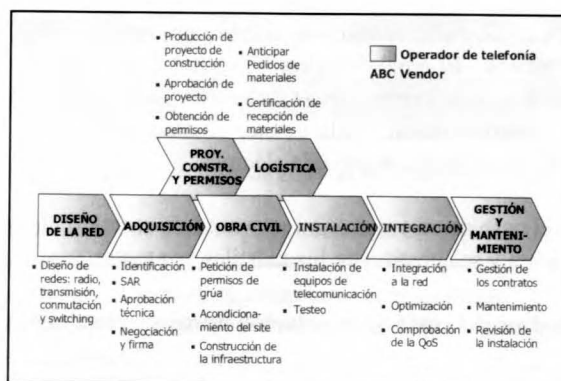 ▪ Producción de
proyecto de
construcción
▪ Aprobación de
proyecto
▪ Obtención de
permisos
▪ Anticipar
Pedidos de
materiales
▪ Certificación de
recepción de
materiales
Operador de telefonía
ABC Vendor
PROY.
CONSTR.
Y PERMISOS
LOGÍSTICA
DISEÑO
DE LA RED
ADQUISICIÓN
OBRA CIVIL
INSTALACIÓN
INTEGRACIÓN
GESTIÓN
Y
MANTENI-
MIENTO
▪ Diseño de
redes: radio,
transmisión,
conmutación
y switching
▪ Identificación
▪ SAR
▪ Aprobación
técnica
▪ Negociación
y firma
▪ Petición de
permisos de
grúa
▪ Acondiciona-
miento del site
▪ Construcción de
la infraestructura
▪ Instalación de
equipos de
telecomunicación
▪ Testeo
▪ Integración
a la red
▪ Optimización
▪ Comprobación
de la QoS
▪ Gestión de
los contratos
▪ Mantenimiento
▪ Revisión de
la instalación